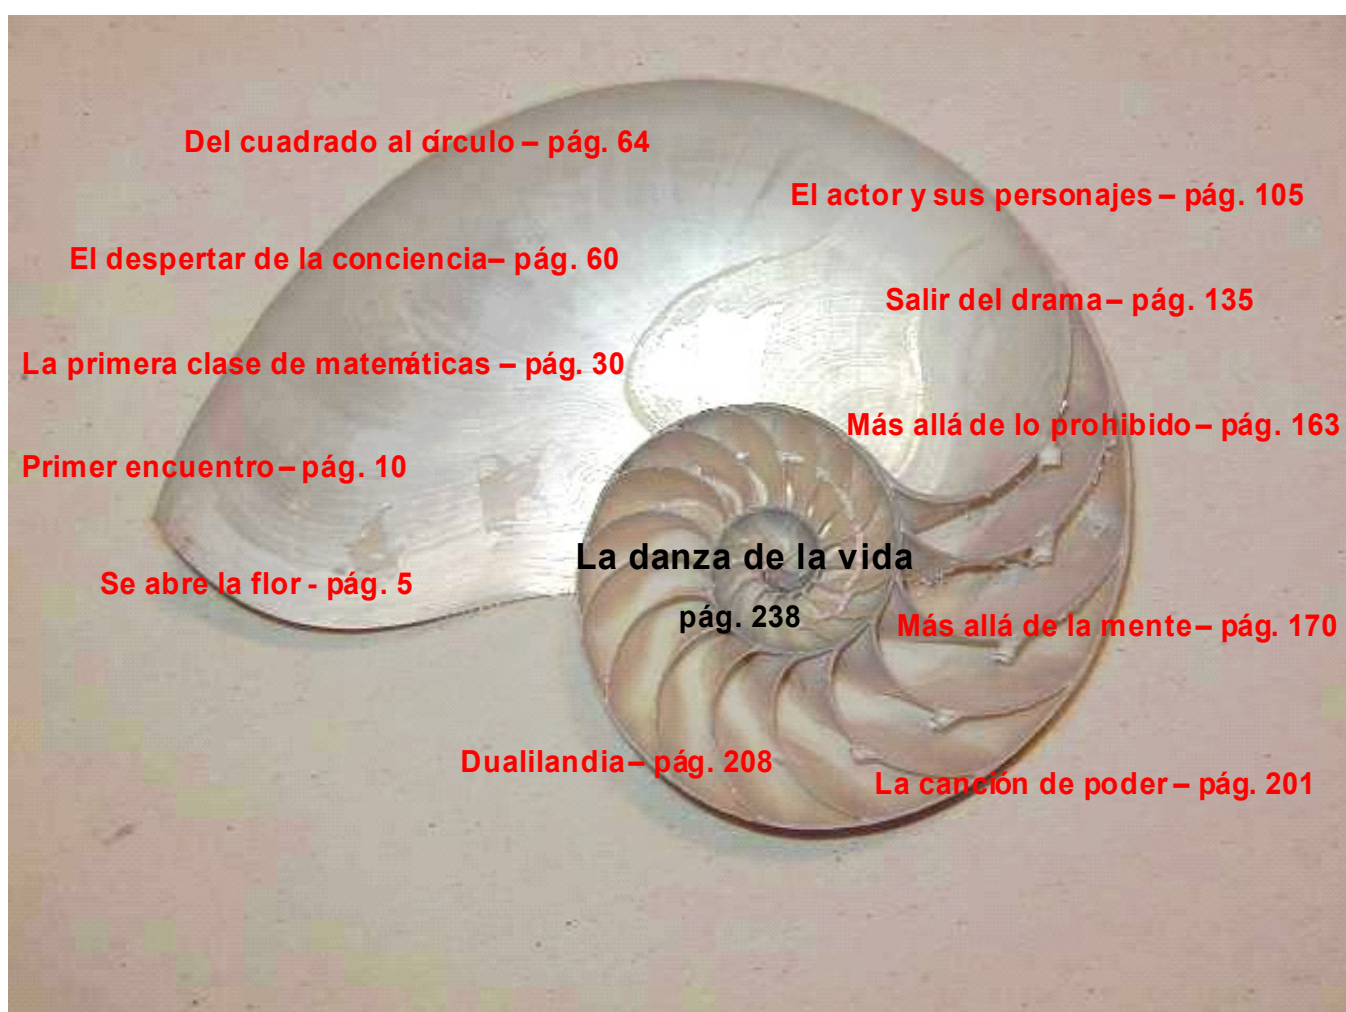 Del cuadrado al círculo – pág. 64
El actor y sus personajes – pág. 105
El despertar de la conciencia – pág. 60
Salir del drama – pág. 135
La primera clase de matemáticas – pág. 30
Más allá de lo prohibido – pág. 163
Primer encuentro – pág. 10
La danza de la vida
Se abre la flor - pág. 5
pág. 238
Más allá de la mente – pág. 170
Dualilandia – pág. 208
La canción de poder – pág. 201